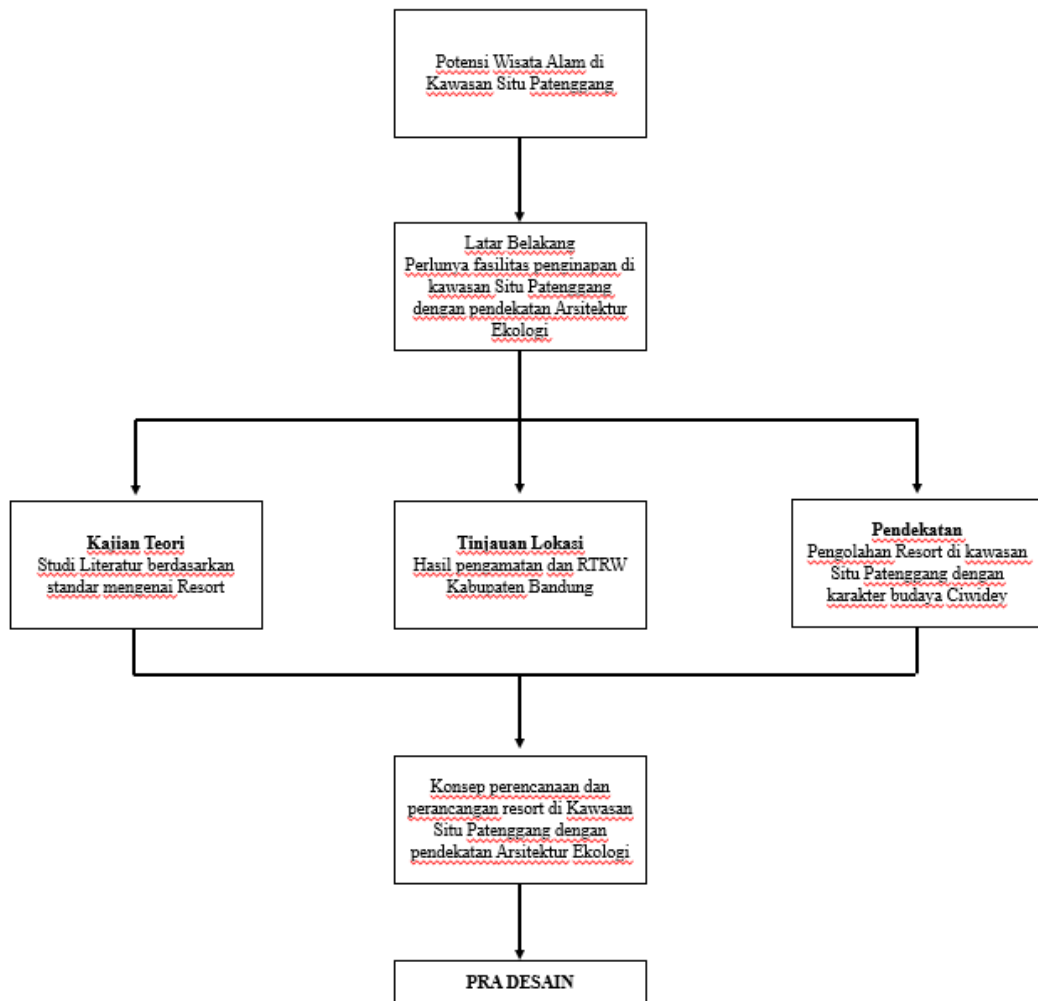 Potensi Wisata Alam di
Kawasan Situ Patenggang
Latar Belakang
Perlunya fasilitas penginapan di
kawasan Situ Patenggang
dengan pendekatan Arsitektur
Ekologi
Kajian Teori
Studi Literatur berdasarkan
standar mengenai Resort
Tinjauan Lokasi
Hasil pengamatan dan RTRW
Kabupaten Bandung
Pendekatan
Pengolahan Resort di kawasan
Situ Patenggang dengan
karakter budaya Ciwidey
Konsep perencanaan dan
perancangan resort di Kawasan
Situ Patenggang dengan
pendekatan Arsitektur Ekologi
PRA DESAIN